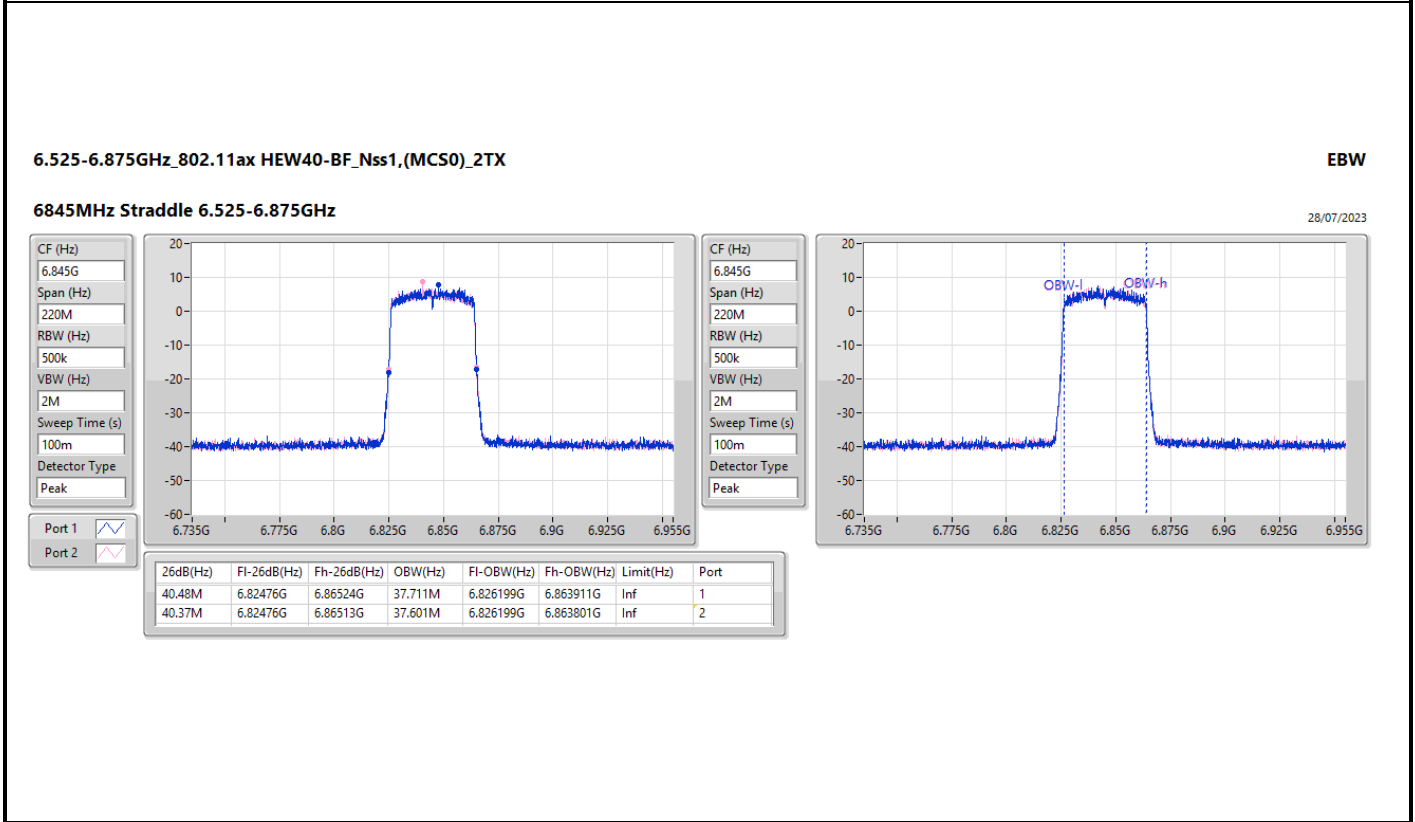 6.525-6.875GHz_802.11ax HEW40-BF_Nss1,(MCS0)_2TX
EBW
6845MHz Straddle 6.525-6.875GHz
28/07/2023
CF (Hz)
6.845G
Span (Hz)
220M
RBW (Hz)
500k
VBW (Hz)
2M
Sweep Time (s)
100m
Detector Type
Peak
Port 1
Port 2
20
10
0
-10
-20
-30
-40
-50
-60
6.735G 6.775G 6.8G 6.825G 6.85G 6.875G 6.9G 6.925G 6.955G
CF (Hz)
6.845G
Span (Hz)
220M
RBW (Hz)
500k
VBW (Hz)
2M
Sweep Time (s)
100m
Detector Type
Peak
20
10
0
-10
-20
-30
-40
-50
-60
OBW-l OBW-h
6.735G 6.775G 6.8G 6.825G 6.85G 6.875G 6.9G 6.925G 6.955G
26dB(Hz) Fl-26dB(Hz) Fh-26dB(Hz) OBW(Hz) Fl-OBW(Hz) Fh-OBW(Hz) Limit(Hz) Port
40.48M 6.82476G 6.86524G 37.711M 6.826199G 6.863911G Inf 1
40.37M 6.82476G 6.86513G 37.601M 6.826199G 6.863801G Inf 2